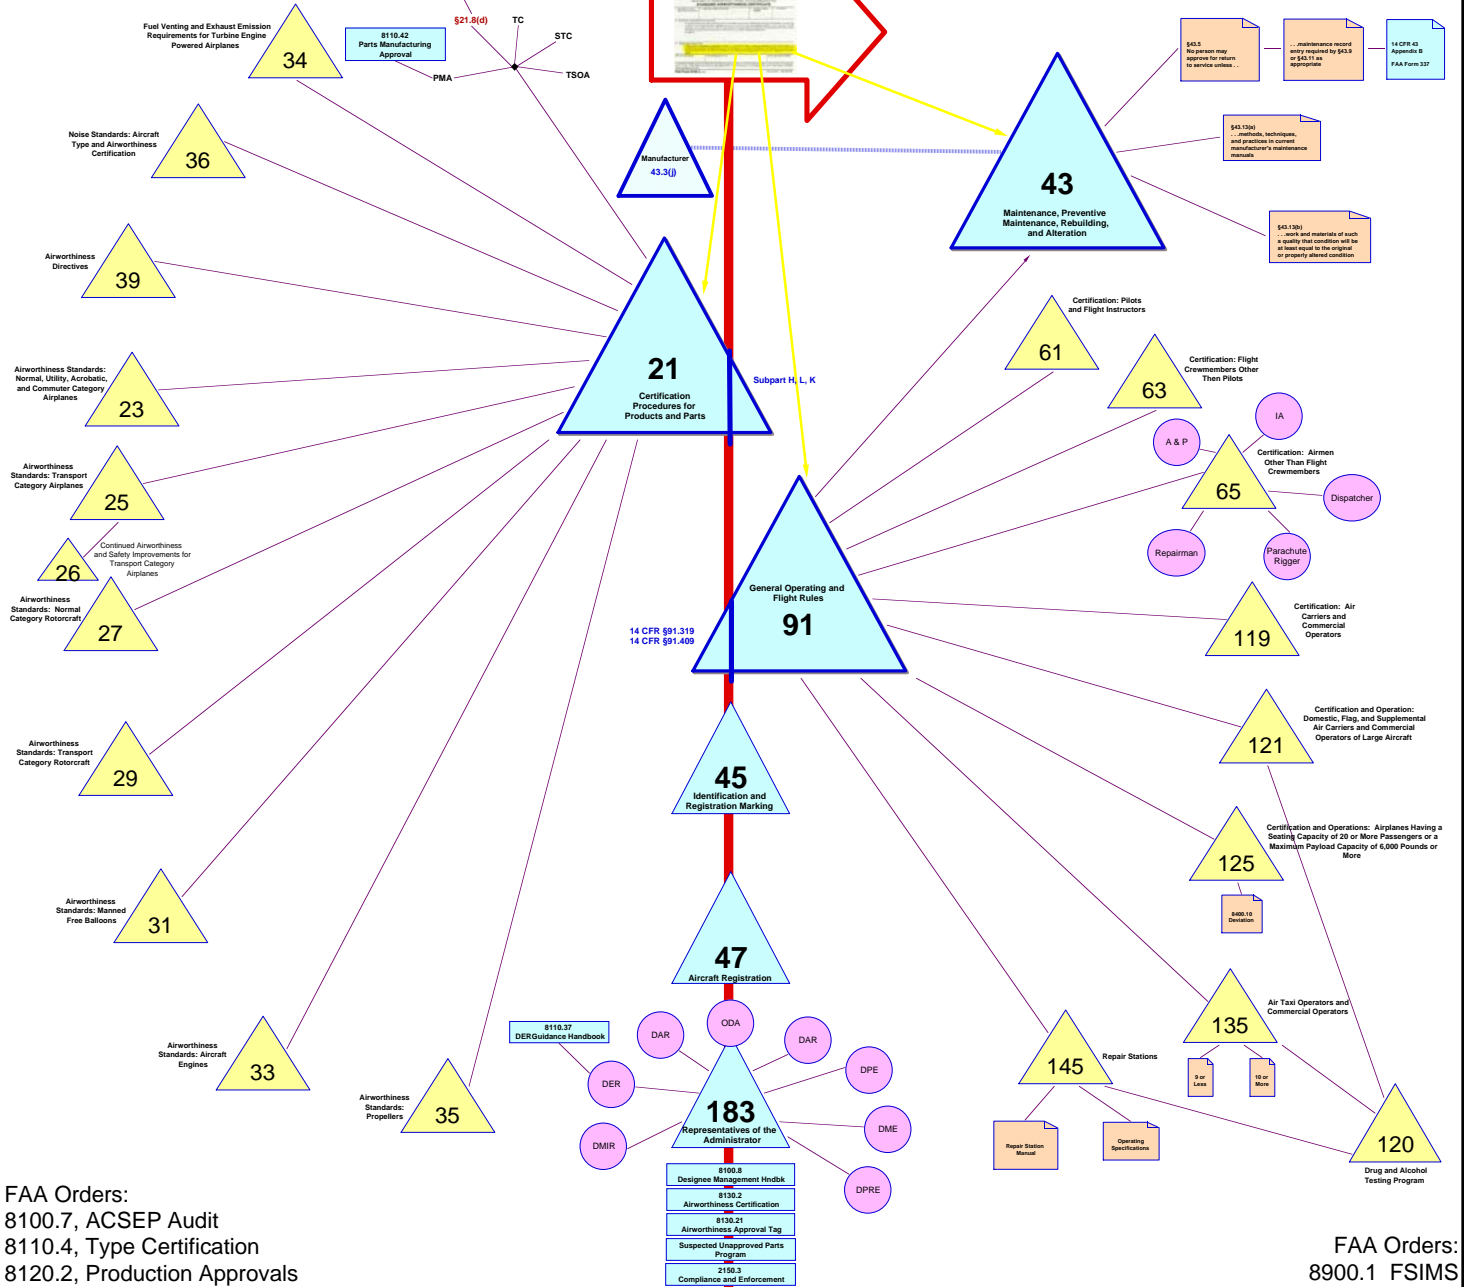 Fuel Venting and Exhaust Emission
Requirements for Turbine Engine
Powered Airplanes
34
8110.42
Parts Manufacturing
Approval
§21.8(d)
TC
STC
TSOA
PMA
§43.5
No person may
approve for return
to service unless . .
. . .maintenance record
entry required by §43.9
or §43.11 as
appropriate
14 CFR 43
Appendix B
FAA Form 337
Noise Standards: Aircraft
Type and Airworthiness
Certification
36
Manufacturer
43.3(j)
43
Maintenance, Preventive
Maintenance, Rebuilding,
and Alteration
§43.13(a)
. . .methods, techniques,
and practices in current
manufacturer's maintenance
manuals
§43.13(b)
. . .work and materials of such
a quality that condition will be
at least equal to the original
or properly altered condition
Airworthiness
Directives
39
Airworthiness Standards:
Normal, Utility, Acrobatic,
and Commuter Category
Airplanes
23
21
Certification
Procedures for
Products and Parts
Subpart H, L, K
Certification: Pilots
and Flight Instructors
61
Certification: Flight
Crewmembers Other
Then Pilots
63
IA
A & P
Certification: Airmen
Other Than Flight
Crewmembers
65
Dispatcher
Repairman
Parachute
Rigger
Airworthiness
Standards: Transport
Category Airplanes
25
Continued Airworthiness
and Safety Improvements for
Transport Category
Airplanes
26
Airworthiness
Standards: Normal
Category Rotorcraft
27
General Operating and
Flight Rules
91
14 CFR §91.319
14 CFR §91.409
Certification: Air
Carriers and
Commercial
Operators
119
Certification and Operation:
Domestic, Flag, and Supplemental
Air Carriers and Commercial
Operators of Large Aircraft
121
Airworthiness
Standards: Transport
Category Rotorcraft
29
45
Identification and
Registration Marking
Certification and Operations: Airplanes Having a
Seating Capacity of 20 or More Passengers or a
Maximum Payload Capacity of 6,000 Pounds or
More
125
8400.10
Deviation
Airworthiness
Standards: Manned
Free Balloons
31
47
Aircraft Registration
Air Taxi Operators and
Commercial Operators
135
9 or
Less
10 or
More
Repair Stations
145
Repair Station
Manual
Operating
Specifications
120
Drug and Alcohol
Testing Program
Airworthiness
Standards: Aircraft
Engines
33
Airworthiness
Standards:
Propellers
35
8110.37
DERGuidance Handbook
DAR
ODA
DAR
DER
DPE
DMIR
DME
DPRE
183
Representatives of the
Administrator
8100.8
Designee Management Hndbk
8130.2
Airworthiness Certification
8130.21
Airworthiness Approval Tag
Suspected Unapproved Parts
Program
2150.3
Compliance and Enforcement
FAA Orders:
8100.7, ACSEP Audit
8110.4, Type Certification
8120.2, Production Approvals
FAA Orders:
8900.1 FSIMS